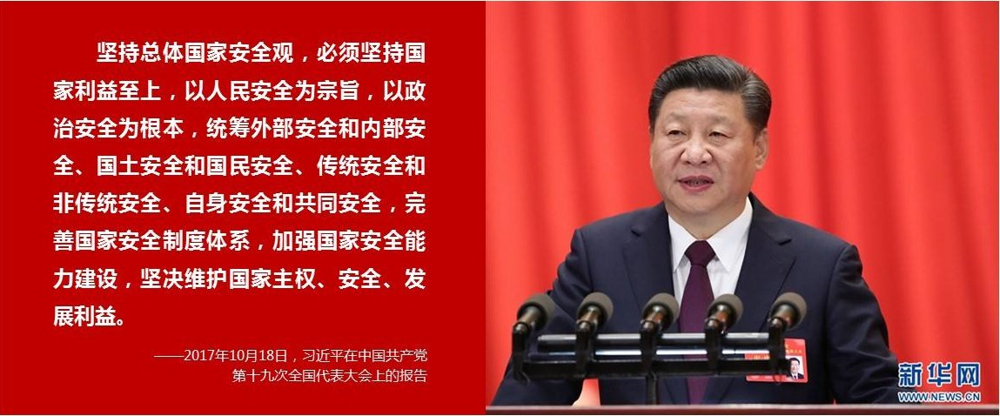 坚持总体国家安全观，必须坚持国
家利益至上，以人民安全为宗旨，以政
治安全为根本，统筹外部安全和内部安
全、国土安全和国民安全、传统安全和
非传统安全、自身安全和共同安全，完
善国家安全制度体系，加强国家安全能
力建设，坚决维护国家主权、安全、发
展利益。
——2017年10月18日，习近平在中国共产党
第十九次全国代表大会上的报告
新华网
WWW.NEWS.CN